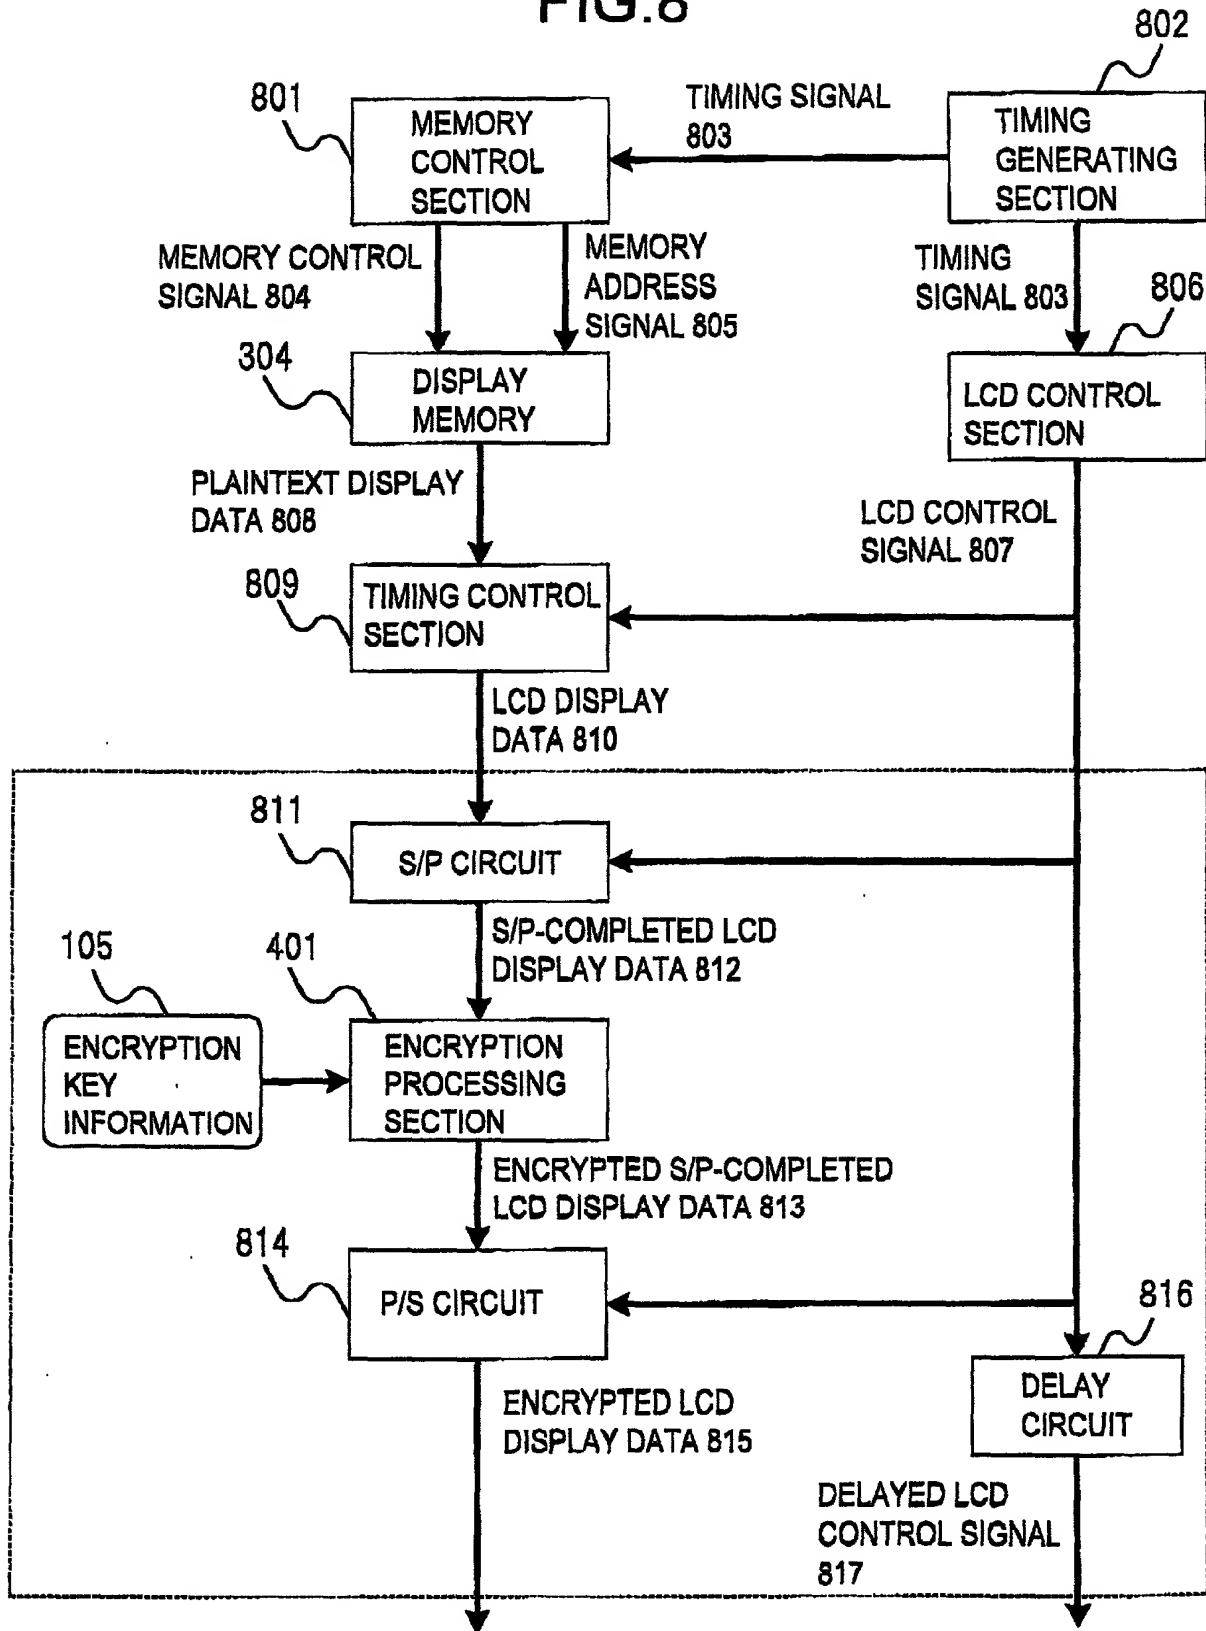 FIG.8
802
801
TIMING SIGNAL
803
MEMORY
CONTROL
SECTION
TIMING
GENERATING
SECTION
MEMORY CONTROL
SIGNAL 804
MEMORY
ADDRESS
SIGNAL 805
TIMING
SIGNAL 803
806
304
DISPLAY
MEMORY
LCD CONTROL
SECTION
PLAINTEXT DISPLAY
DATA 808
LCD CONTROL
SIGNAL 807
809
TIMING CONTROL
SECTION
LCD DISPLAY
DATA 810
811
S/P CIRCUIT
S/P-COMPLETED LCD
DISPLAY DATA 812
105
401
ENCRYPTION
KEY
INFORMATION
ENCRYPTION
PROCESSING
SECTION
ENCRYPTED S/P-COMPLETED
LCD DISPLAY DATA 813
814
P/S CIRCUIT
816
DELAY
CIRCUIT
ENCRYPTED LCD
DISPLAY DATA 815
DELAYED LCD
CONTROL SIGNAL
817